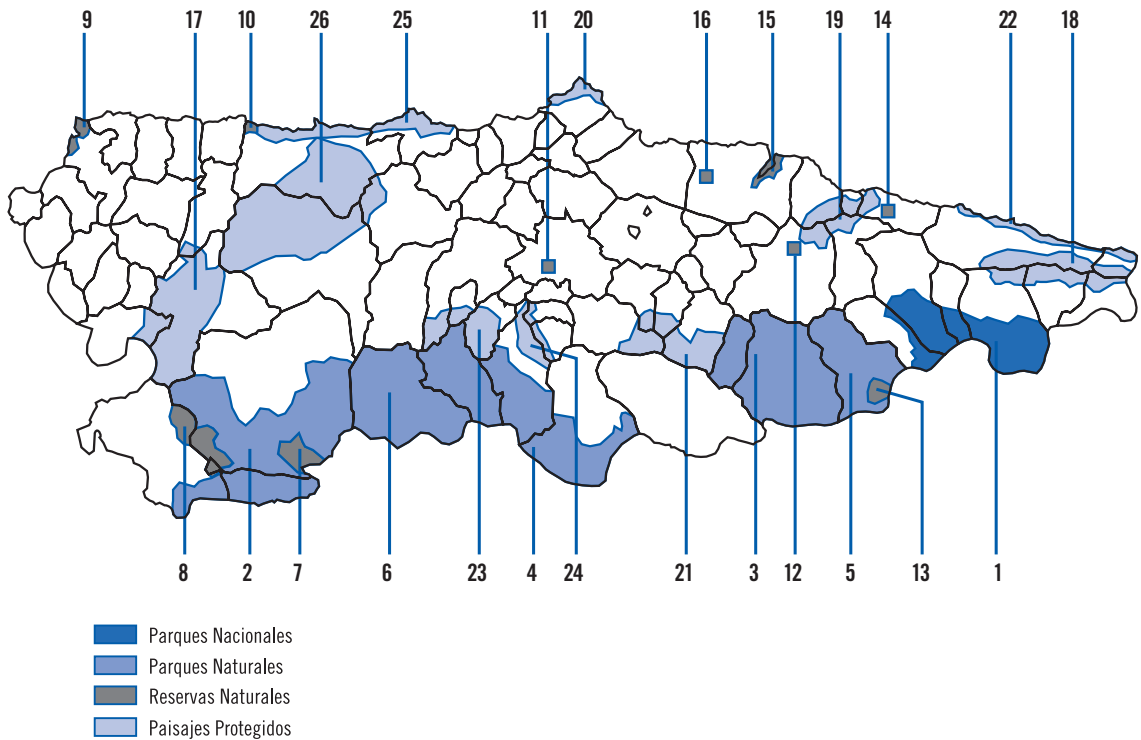 9 17 10 26 25 11 20 16 15 19 14 22 18
8 2 7 6 23 4 24 21 3 12 5 13 1
Parques Nacionales
Parques Naturales
Reservas Naturales
Paisajes Protegidos